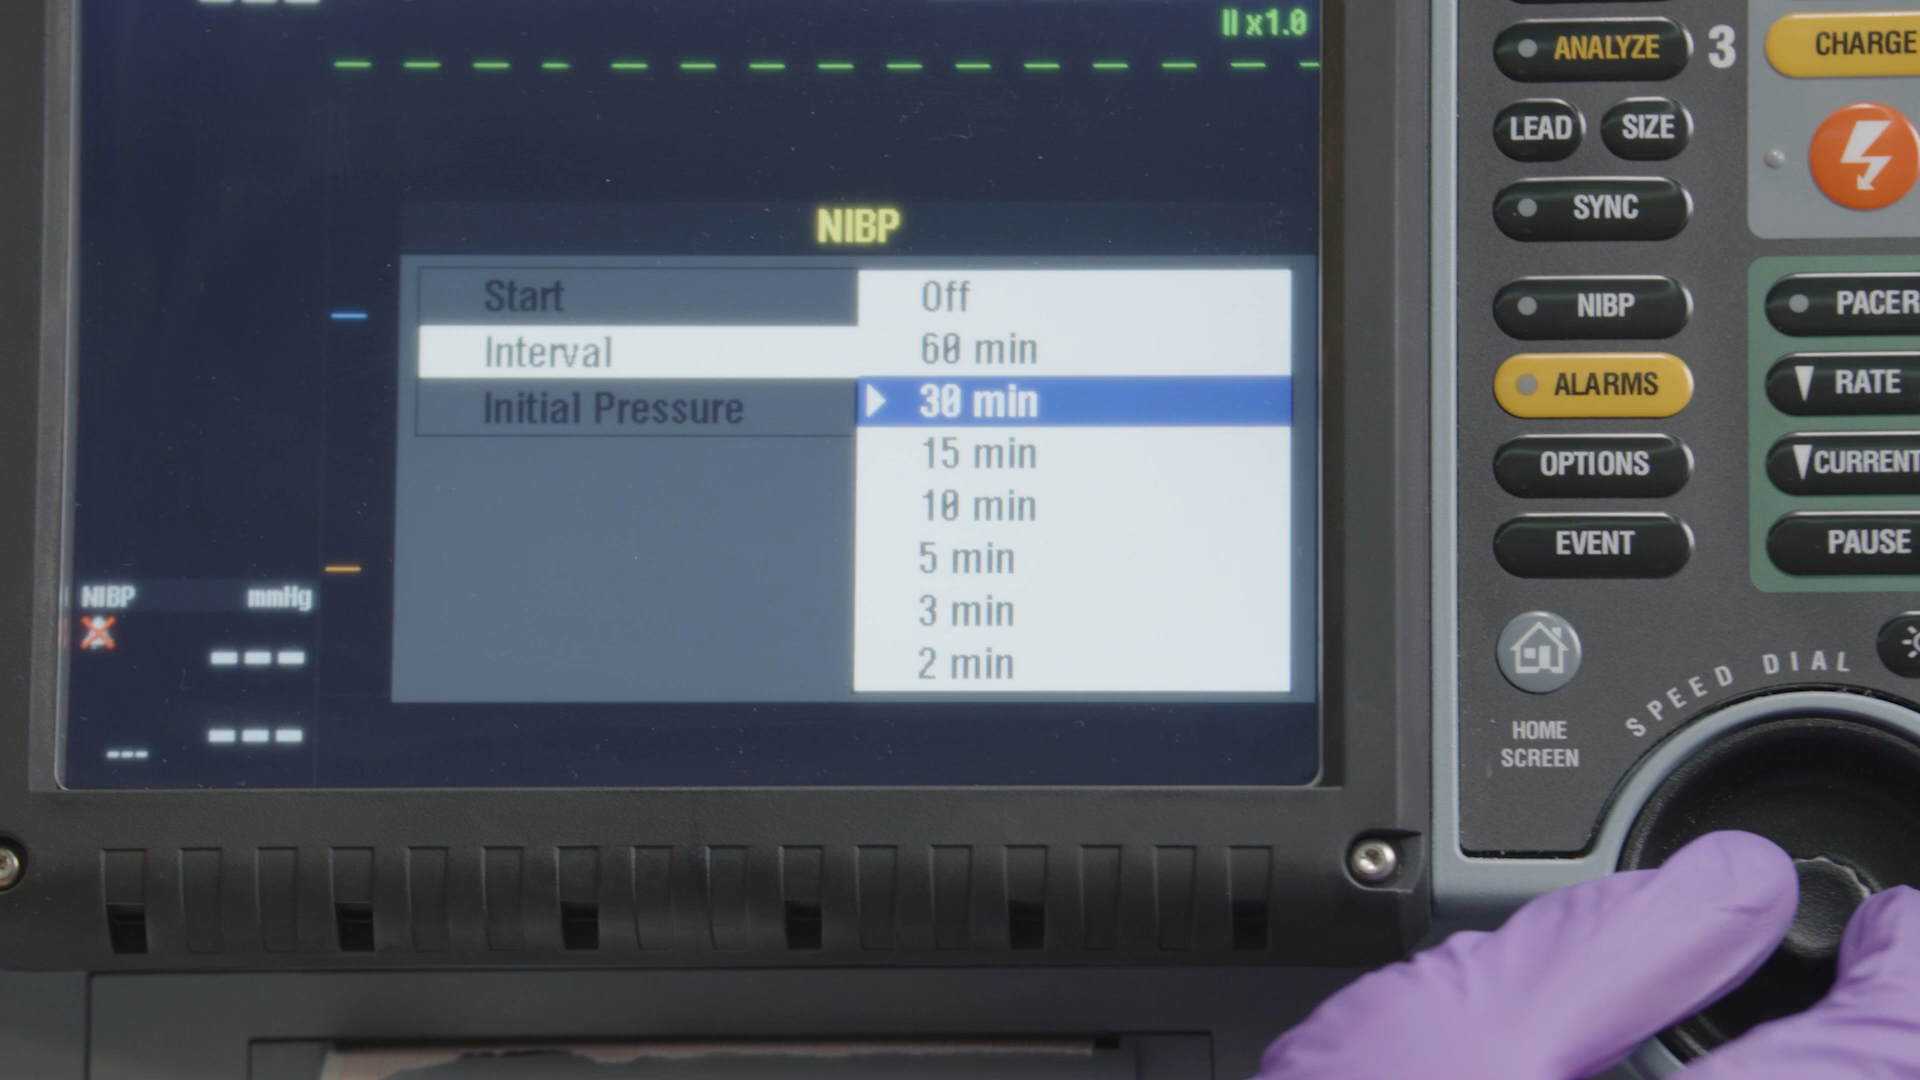 II x1.0
NIBP
Start
Interval
Initial Pressure
Off
60 min
30 min
15 min
10 min
5 min
3 min
2 min
NIBP mmHg
--- 
---
---
ANALYZE
3
CHARGE
LEAD
SIZE
SYNC
NIBP
PACER
ALARMS
RATE
OPTIONS
CURRENT
EVENT
PAUSE
HOME
SCREEN
SPEED DIAL